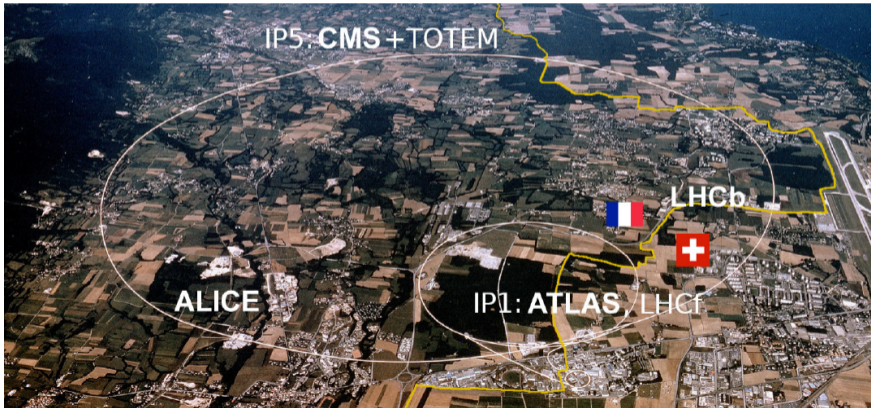 IP5: CMS + TOTEM
LHCb
ALICE
IP1: ATLAS, LHCf